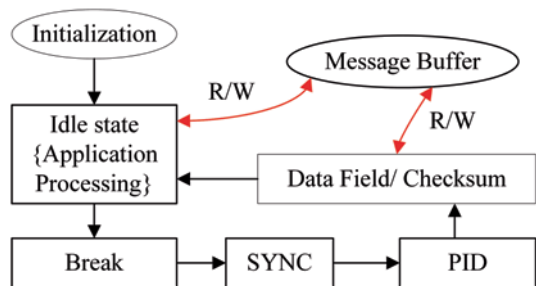 Initialization
Message Buffer
R/W
Idle state
{Application
Processing}
R/W
Data Field/ Checksum
Break
SYNC
PID